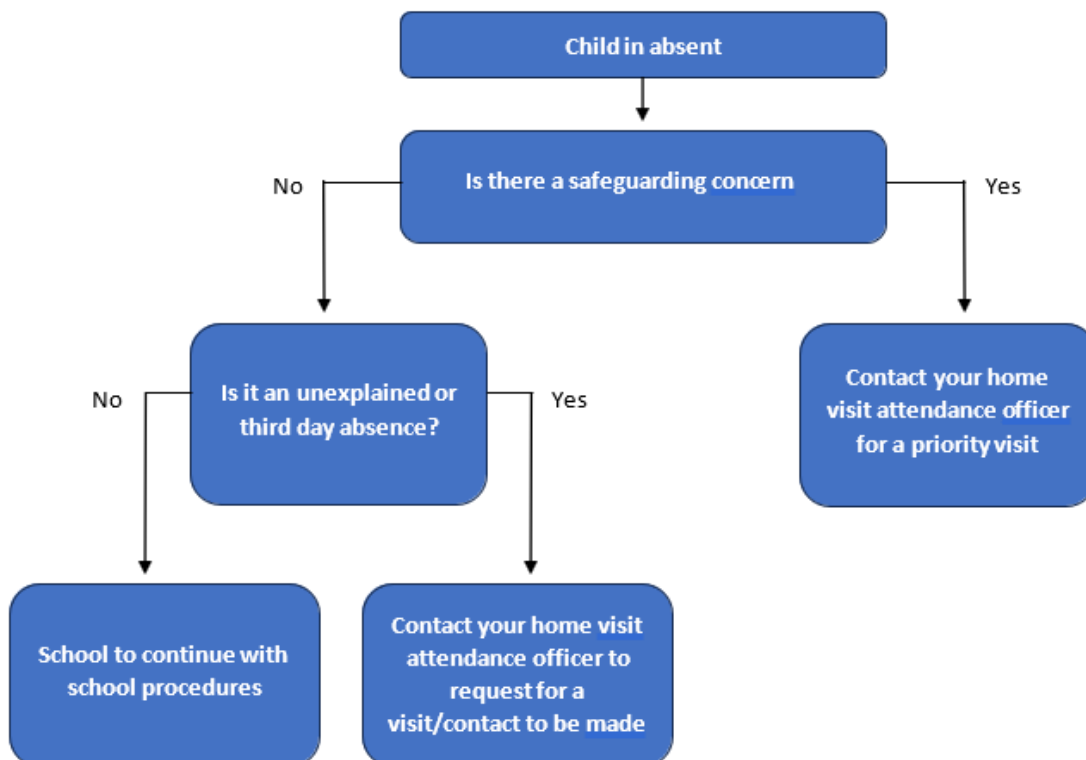 Child in absent
Is there a safeguarding concern
No
Yes
Is it an unexplained or
third day absence?
No
Yes
Contact your home
visit attendance officer
for a priority visit
School to continue with
school procedures
Contact your home visit
attendance officer to
request for a
visit/contact to be made